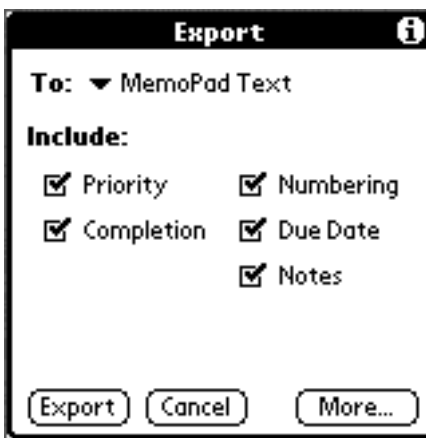 Export
To: MemoPad Text
Include:
Priority Numbering
Completion Due Date
Notes
Export Cancel More...